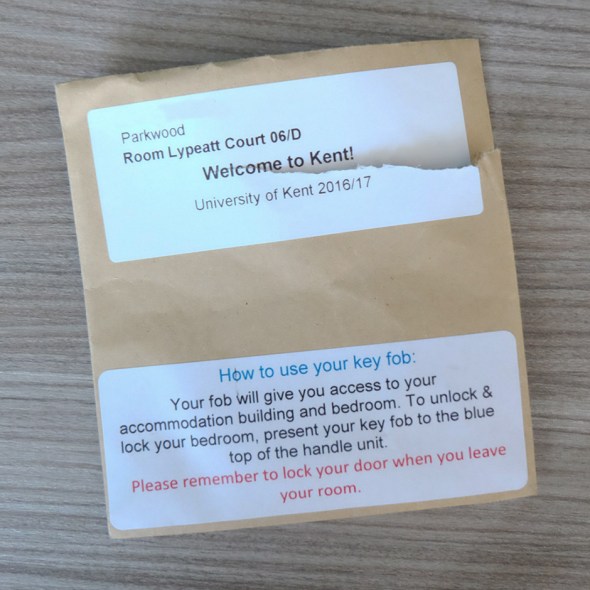 Parkwood
Room Lypeatt Court 06/D
Welcome to Kent!
University of Kent 2016/17
How to use your key fob:
Your fob will give you access to your
accommodation building and bedroom. To unlock &
lock your bedroom, present your key fob to the blue
top of the handle unit.
Please remember to lock your door when you leave
your room.